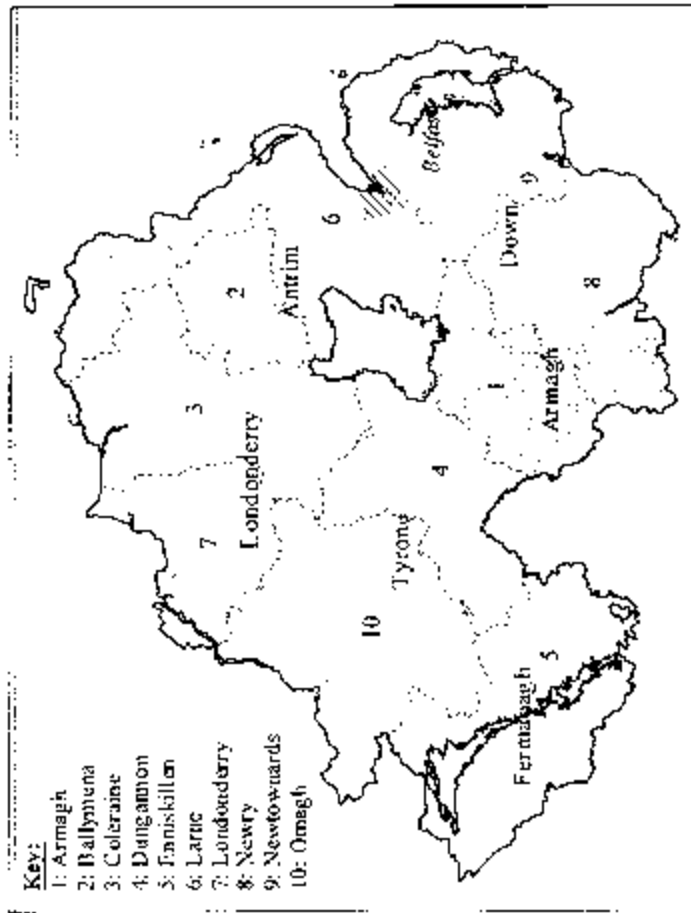 Key:
1: Armagh
2: Ballymena
3: Coleraine
4: Dungannon
5: Enniskillen
6: Larne
7: Londonderry
8: Newry
9: Newtownards
10: Omagh
Fermanagh
5
10
Tyrone
4
7
Londonderry
3
2
Antrim
6
1
Armagh
8
Down
9
Belfast